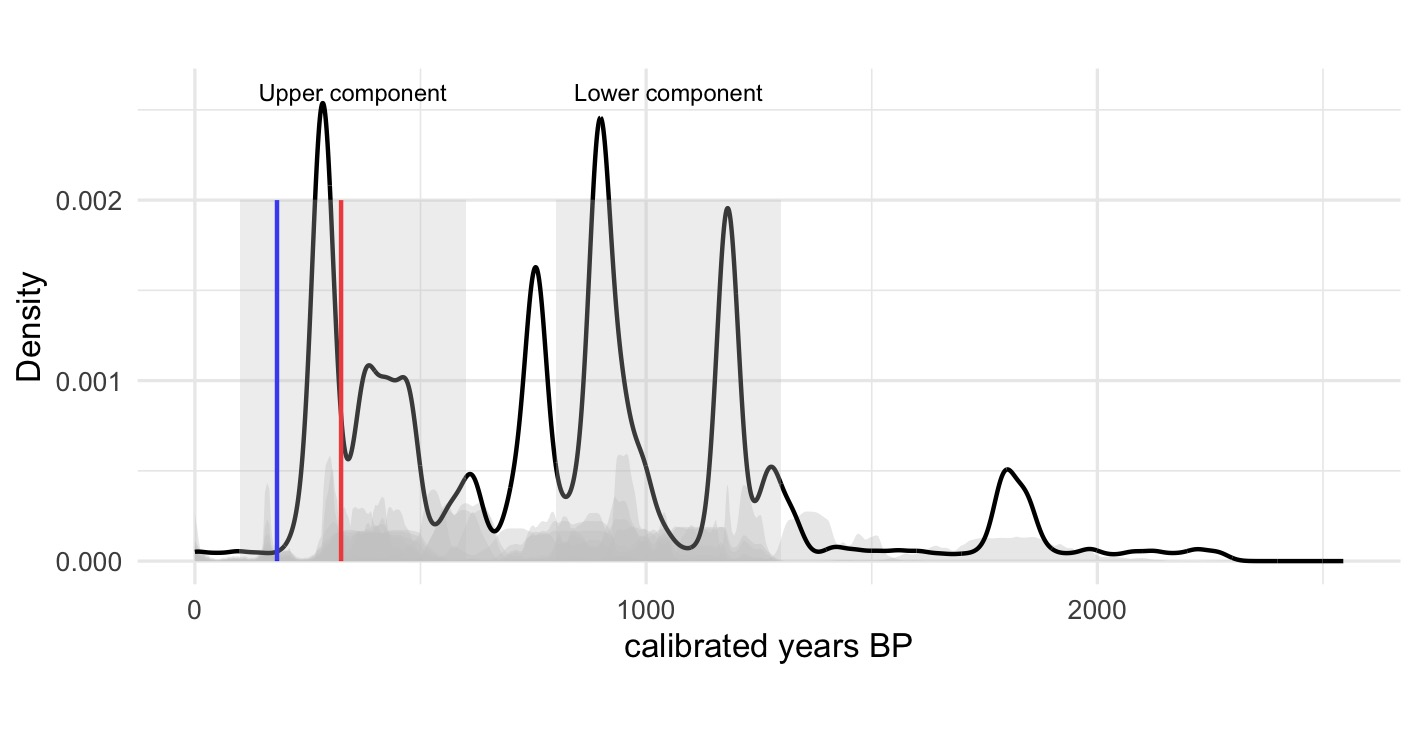 Upper component
Lower component
0.002
0.001
0.000
Density
0
1000
2000
calibrated years BP